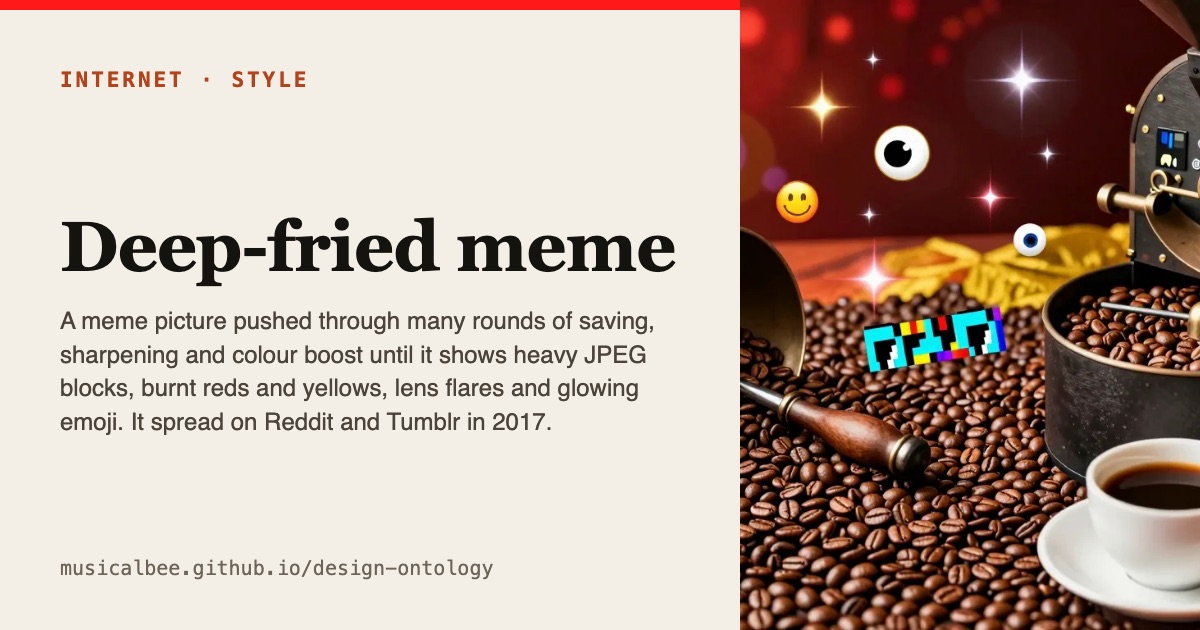 INTERNET · STYLE
Deep-fried meme
A meme picture pushed through many rounds of saving,
sharpening and colour boost until it shows heavy JPEG
blocks, burnt reds and yellows, lens flares and glowing
emoji. It spread on Reddit and Tumblr in 2017.
musicalbee.github.io/design-ontology